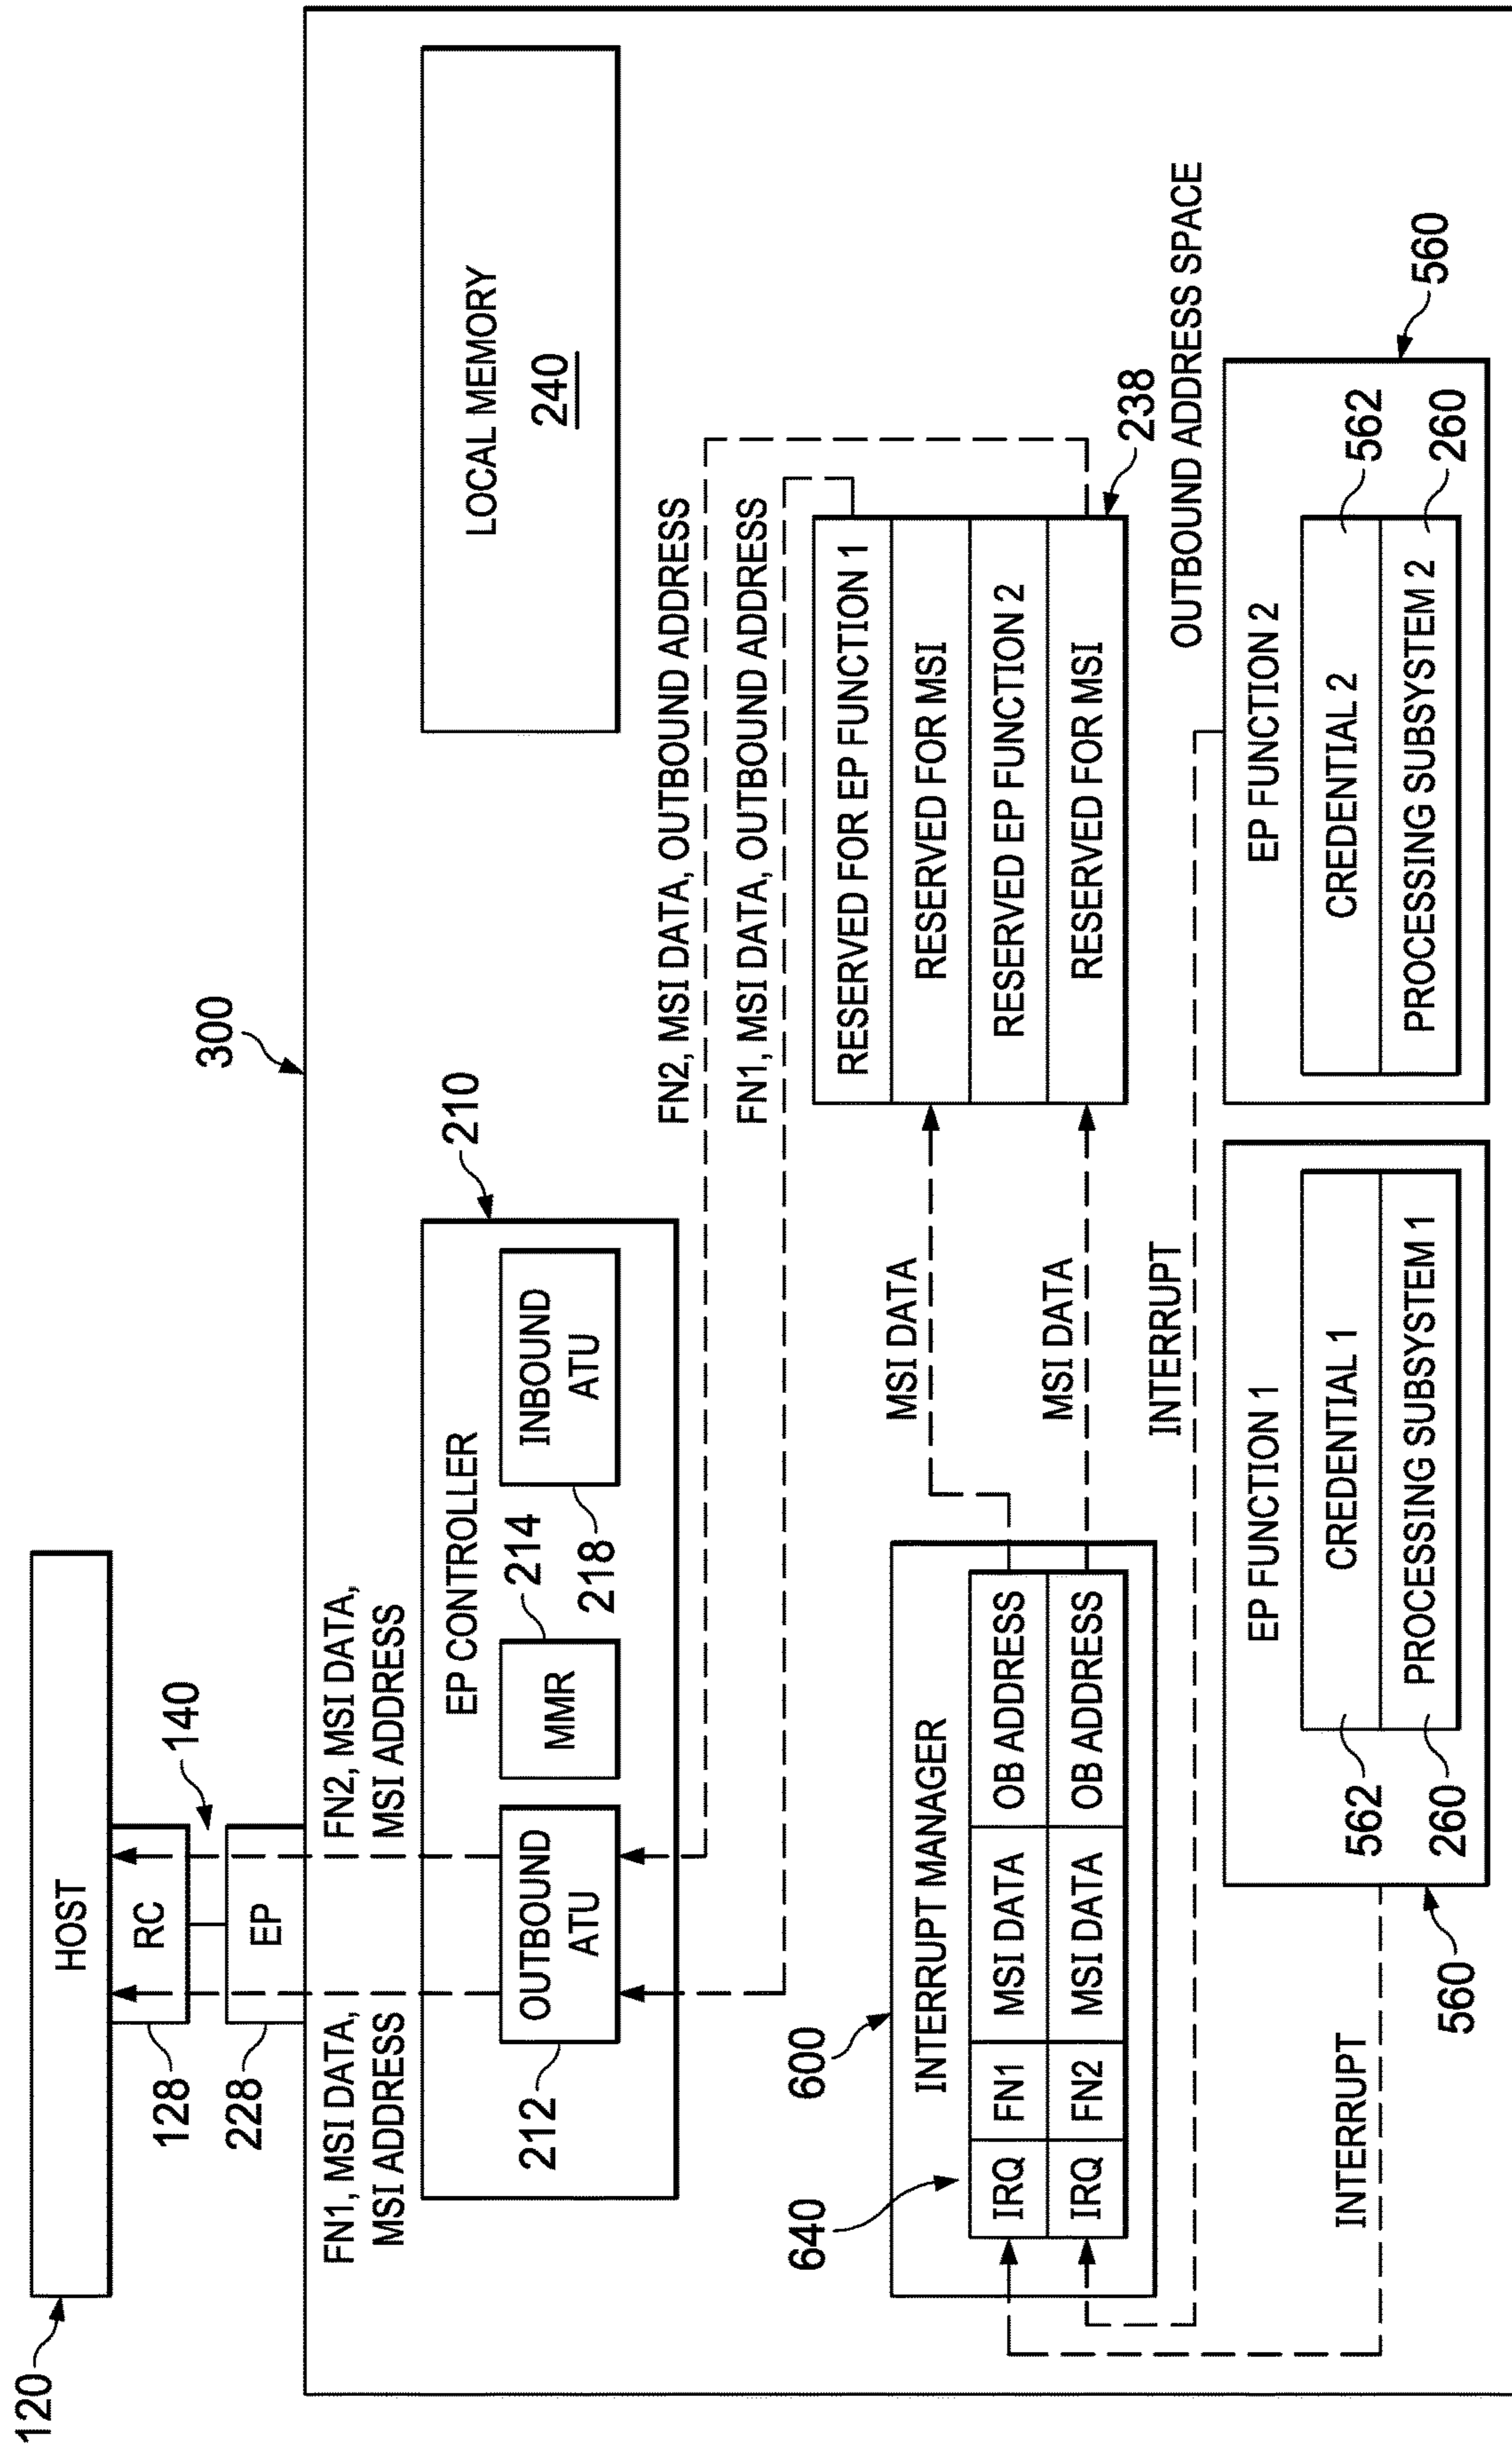 120
HOST
RC
128
140
EP
228
300
FN1, MSI DATA,
MSI ADDRESS
FN2, MSI DATA,
MSI ADDRESS
EP CONTROLLER
210
OUTBOUND
ATU
212
MMR
214
INBOUND
ATU
218
LOCAL MEMORY
240
FN2, MSI DATA, OUTBOUND ADDRESS
FN1, MSI DATA, OUTBOUND ADDRESS
600
INTERRUPT MANAGER
640
IRQ FN1 MSI DATA OB ADDRESS
IRQ FN2 MSI DATA OB ADDRESS
MSI DATA
MSI DATA
RESERVED FOR EP FUNCTION 1
RESERVED FOR MSI
RESERVED EP FUNCTION 2
RESERVED FOR MSI
238
OUTBOUND ADDRESS SPACE
INTERRUPT
INTERRUPT
560
EP FUNCTION 1
562
CREDENTIAL 1
260
PROCESSING SUBSYSTEM 1
EP FUNCTION 2
560
CREDENTIAL 2
562
PROCESSING SUBSYSTEM 2
260